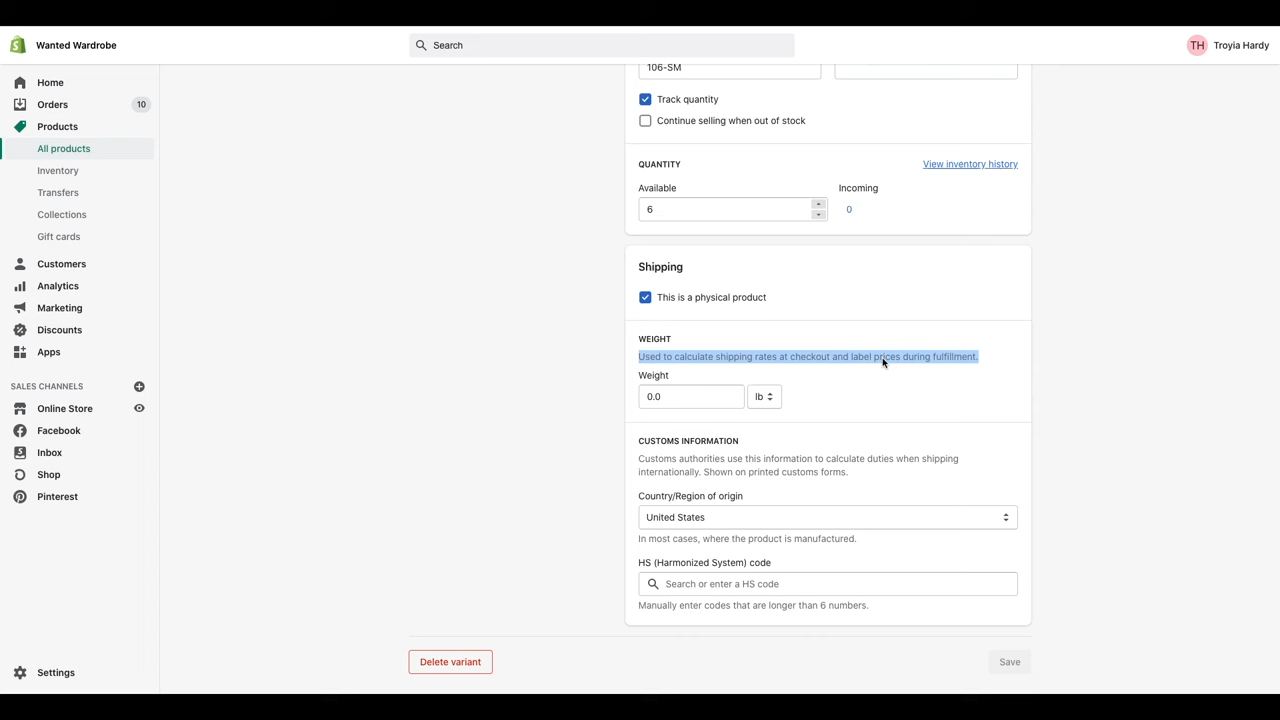 Wanted Wardrobe
Search
TH
Troyia Hardy
Home
Orders
10
Products
All products
Inventory
Transfers
Collections
Gift cards
Customers
Analytics
Marketing
Discounts
Apps
SALES CHANNELS
Online Store
Facebook
Inbox
Shop
Pinterest
Settings
106-SM
Track quantity
Continue selling when out of stock
QUANTITY
View inventory history
Available
Incoming
6
0
Shipping
This is a physical product
WEIGHT
Used to calculate shipping rates at checkout and label prices during fulfillment.
Weight
0.0
lb
CUSTOMS INFORMATION
Customs authorities use this information to calculate duties when shipping
internationally. Shown on printed customs forms.
Country/Region of origin
United States
In most cases, where the product is manufactured.
HS (Harmonized System) code
Search or enter a HS code
Manually enter codes that are longer than 6 numbers.
Delete variant
Save